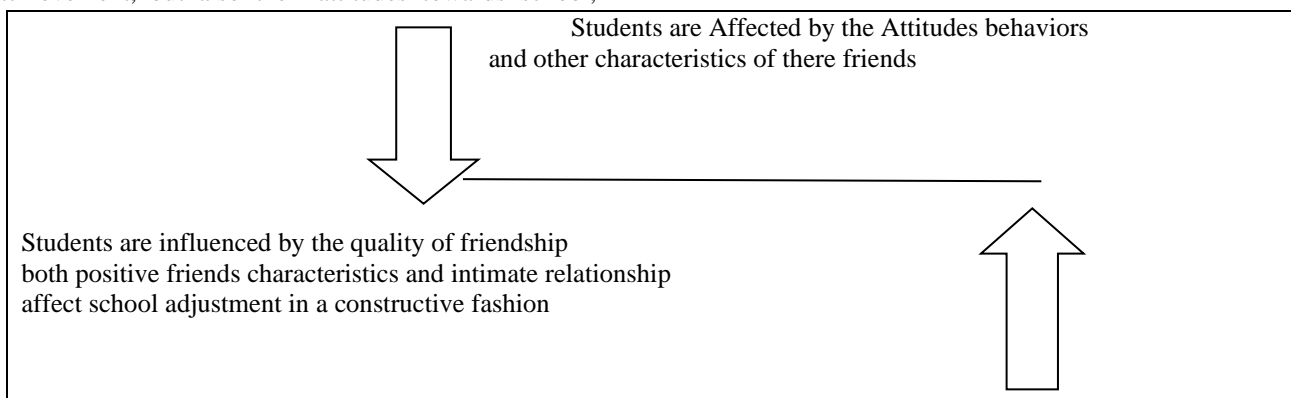 Students are Affected by the Attitudes behaviors
and other characteristics of there friends
Students are influenced by the quality of friendship
both positive friends characteristics and intimate relationship
affect school adjustment in a constructive fashion